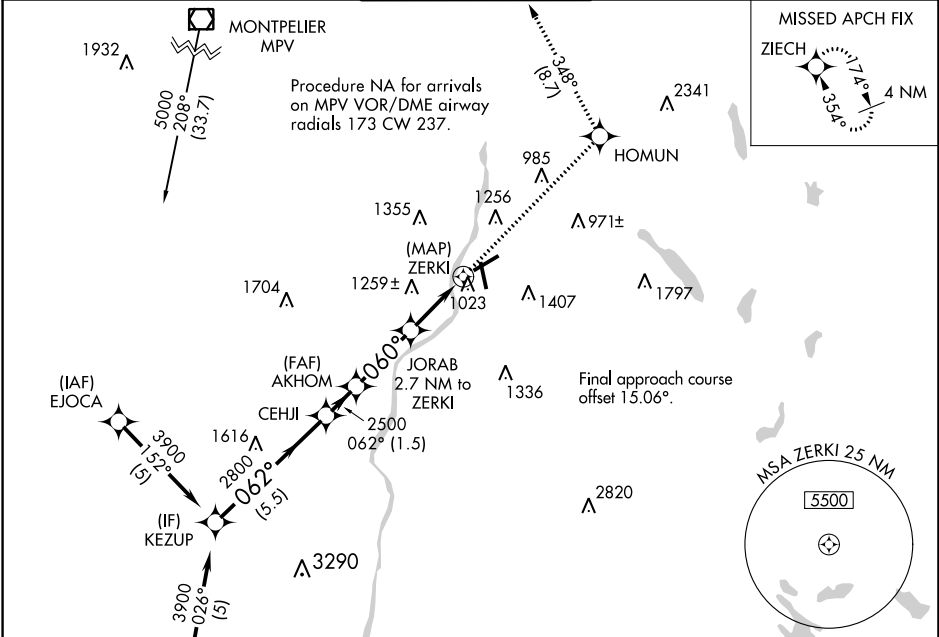 MONTPELIER
MPV
1932
5000
208°
(33.7)
Procedure NA for arrivals
on MPV VOR/DME airway
radials 173 CW 237.
348°
(8.7)
2341
HOMUN
MISSED APCH FIX
ZIECH
174°
4 NM
354°
985
1256
1355
971±
(MAP)
ZERKI
1259±
1023
1704
1407
1797
060°
(FAF)
AKHOM
JORAB
2.7 NM to
ZERKI
1336
Final approach course
offset 15.06°.
(IAF)
EJOCA
CEHJI
2500
062° (1.5)
3900
152°
(5)
1616
2800
062°
(5.5)
(IF)
KEZUP
2820
MSA ZERKI 25 NM
5500
3290
3900
026°
(5)